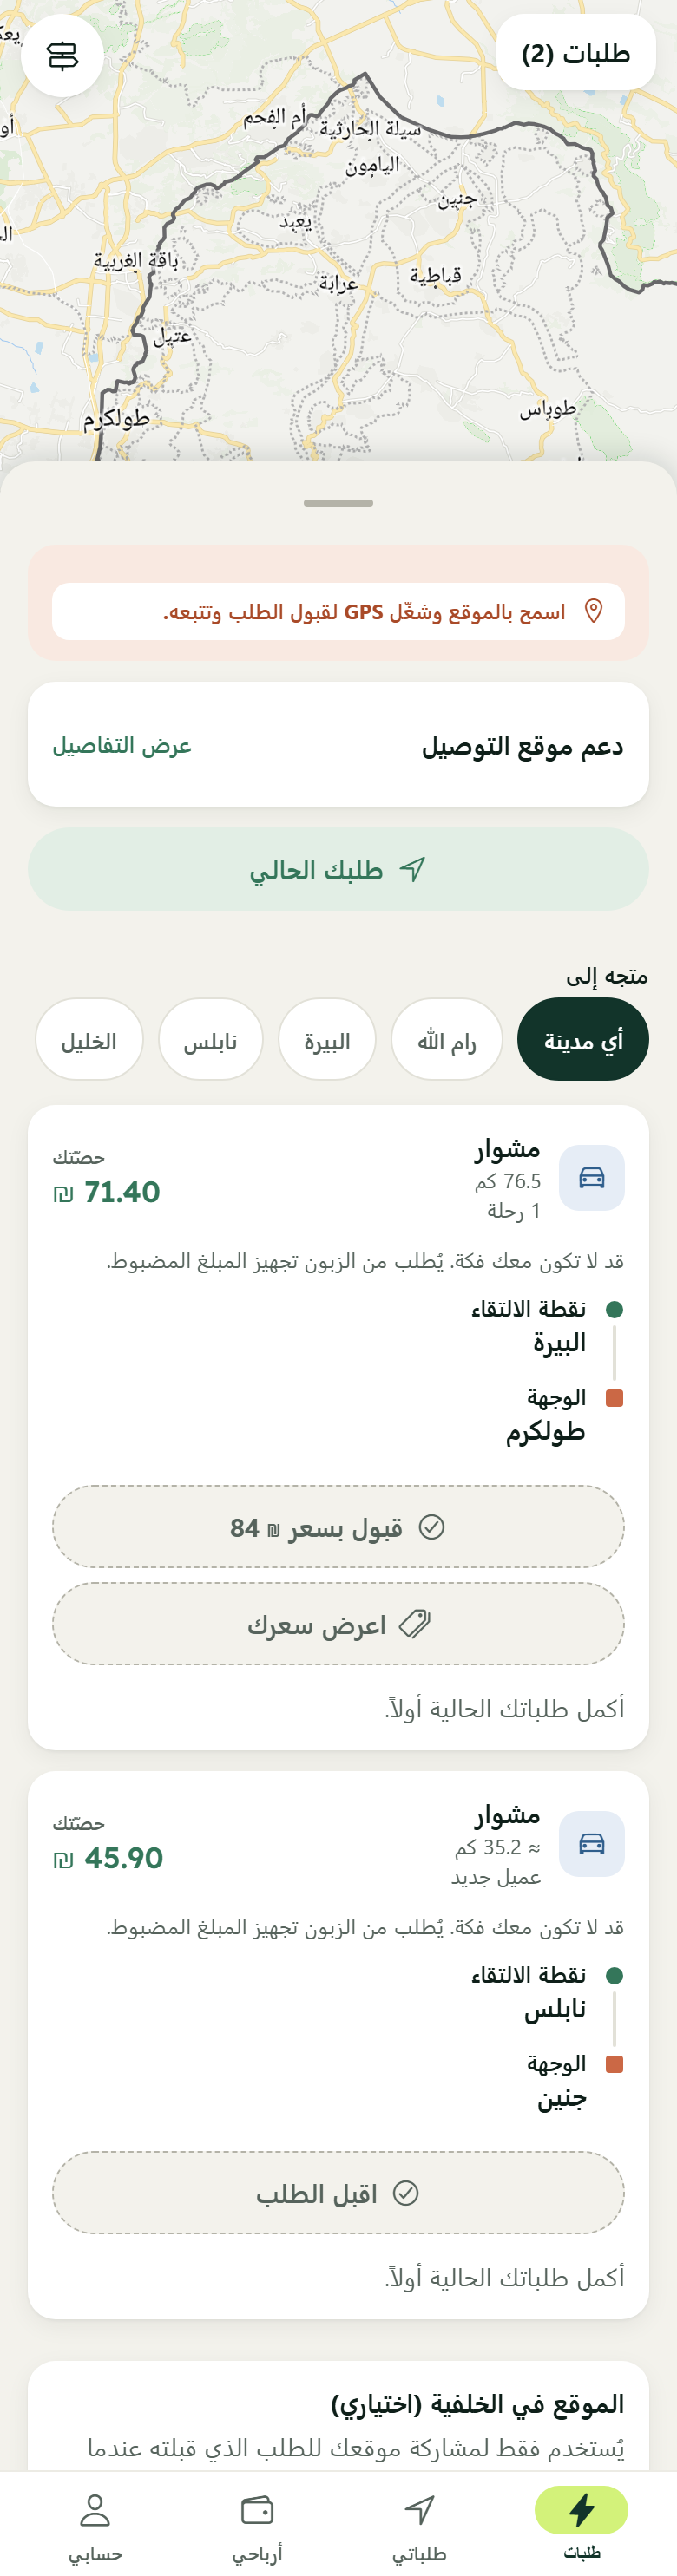 طلبات (2)
أم الفحم
سيلة الحارثية
اليامون
جنين
يعبد
باقة الغربية
قباطية
عرابة
عتيل
طوباس
طولكرم
اسمح بالموقع وشغّل GPS لقبول الطلب وتتبعه.
دعم موقع التوصيل
عرض التفاصيل
طلبك الحالي
متجه إلى
أي مدينة
رام الله
البيرة
نابلس
الخليل
مشوار
76.5 كم
1 رحلة
حصّتك
71.40 ₪
قد لا تكون معك فكة. يُطلب من الزبون تجهيز المبلغ المضبوط.
نقطة الالتقاء
البيرة
الوجهة
طولكرم
قبول بسعر ₪ 84
اعرض سعرك
أكمل طلباتك الحالية أولاً.
مشوار
≈ 35.2 كم
عميل جديد
حصّتك
45.90 ₪
قد لا تكون معك فكة. يُطلب من الزبون تجهيز المبلغ المضبوط.
نقطة الالتقاء
نابلس
الوجهة
جنين
اقبل الطلب
أكمل طلباتك الحالية أولاً.
الموقع في الخلفية (اختياري)
يُستخدم فقط لمشاركة موقعك للطلب الذي قبلته عندما
طلبات
طلباتي
أرباحي
حسابي